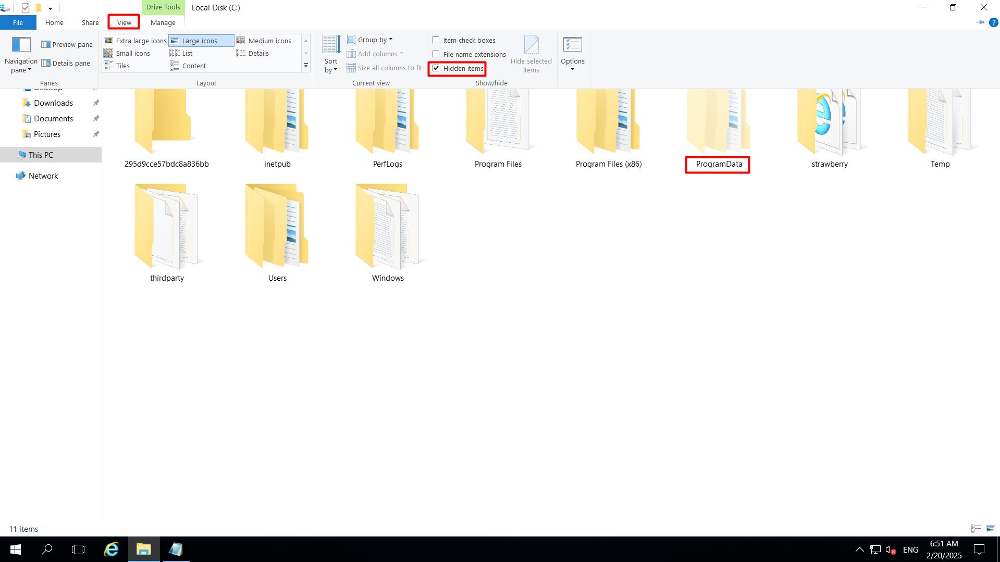 Drive Tools
Local Disk (C:)
File
Home
Share
View
Manage
?
Navigation pane
Preview pane
Details pane
Panes
Extra large icons
Large icons
Medium icons
Small icons
List
Details
Tiles
Content
Layout
Sort by
Group by
Add columns
Size all columns to fit
Current view
Item check boxes
File name extensions
Hidden items
Hide selected items
Show/hide
Options
Desktop
Downloads
Documents
Pictures
This PC
Network
295d9cce57bdc8a836bb
inetpub
PerfLogs
Program Files
Program Files (x86)
ProgramData
strawberry
Temp
thirdparty
Users
Windows
11 items
ENG
6:51 AM
2/20/2025